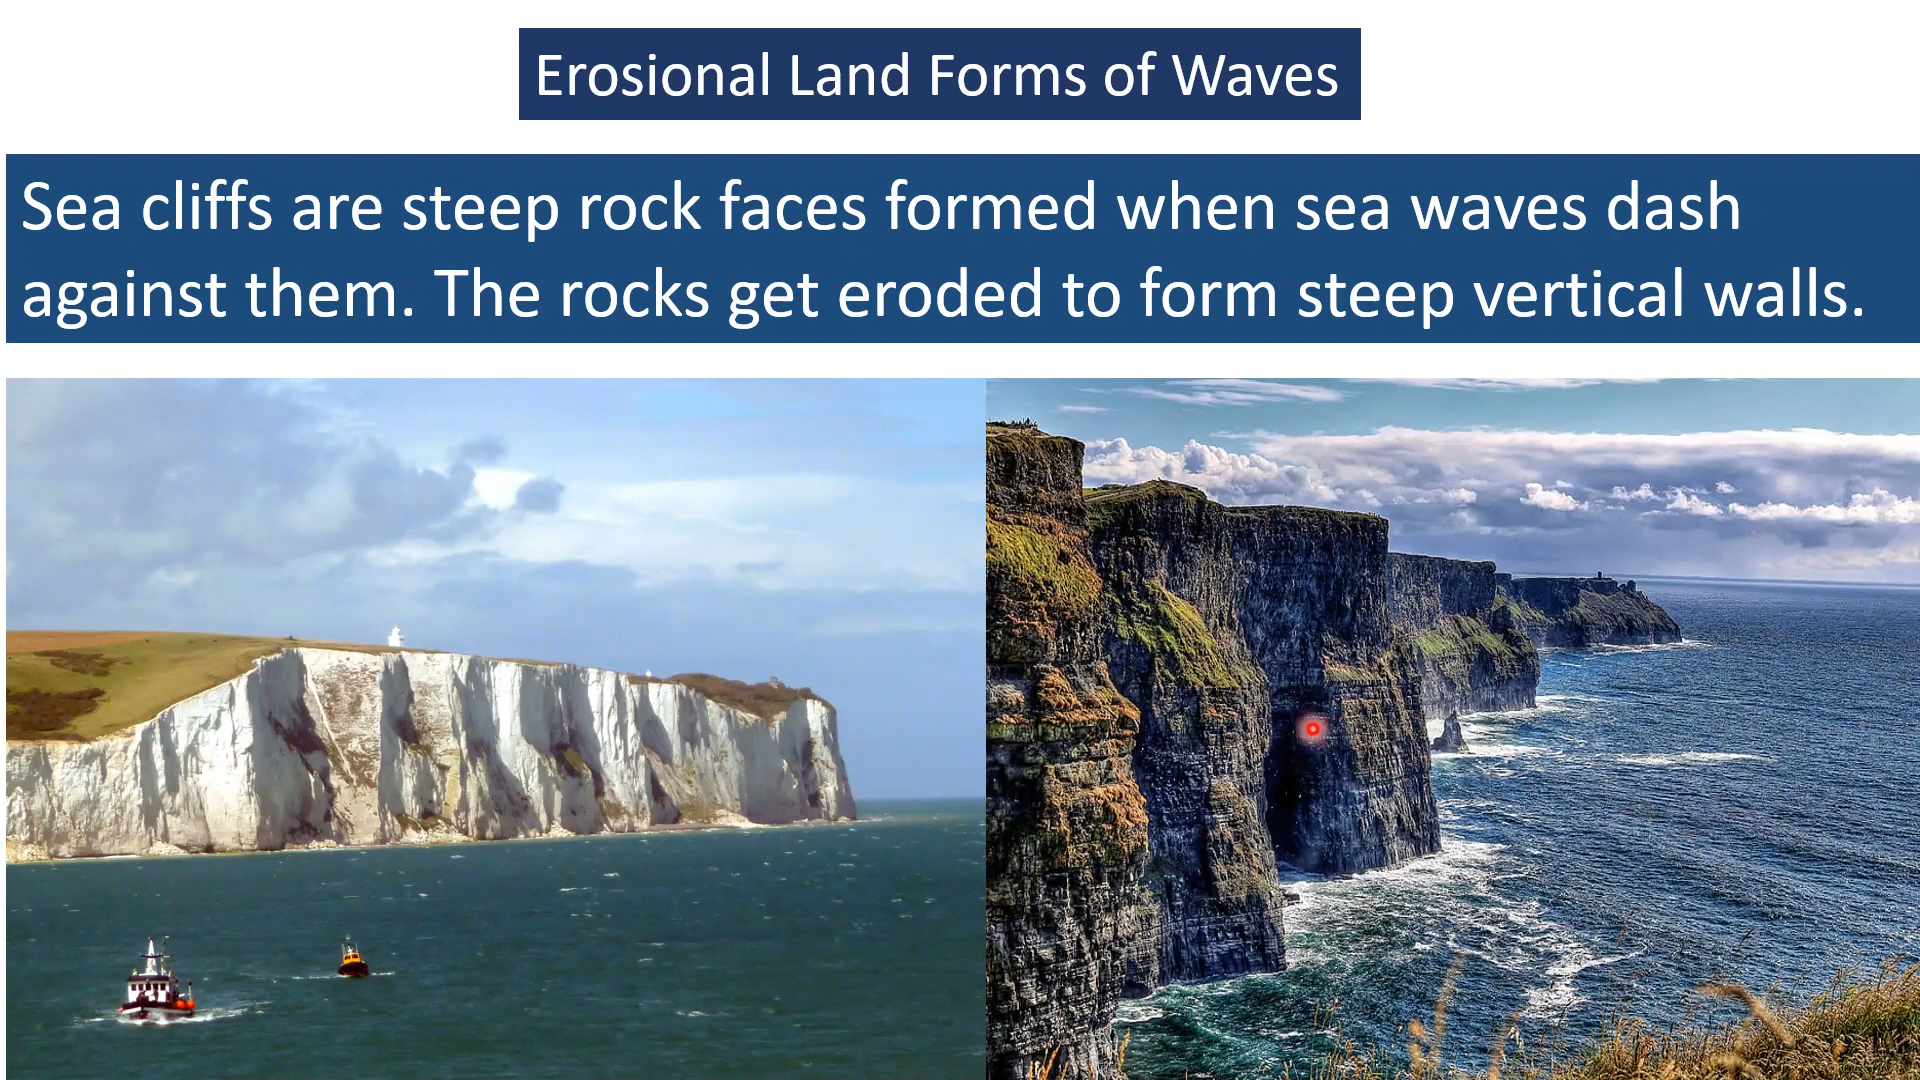 Erosional Land Forms of Waves
Sea cliffs are steep rock faces formed when sea waves dash
against them. The rocks get eroded to form steep vertical walls.